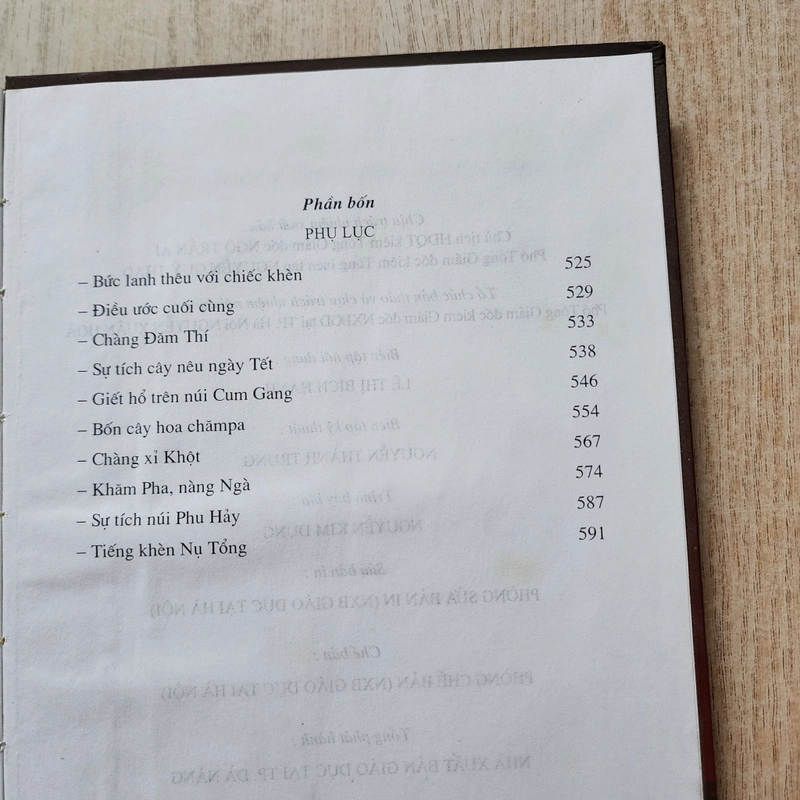 Phần bốn
PHỤ LỤC
– Bức lanh thêu với chiếc khèn 525
– Điều ước cuối cùng 529
– Chàng Đăm Thí 533
– Sự tích cây nêu ngày Tết 538
– Giết hổ trên núi Cum Gang 546
– Bốn cây hoa chămpa 554
– Chàng xỉ Khột 567
– Khăm Pha, nàng Ngà 574
– Sự tích núi Phu Hảy 587
– Tiếng khèn Nụ Tổng 591